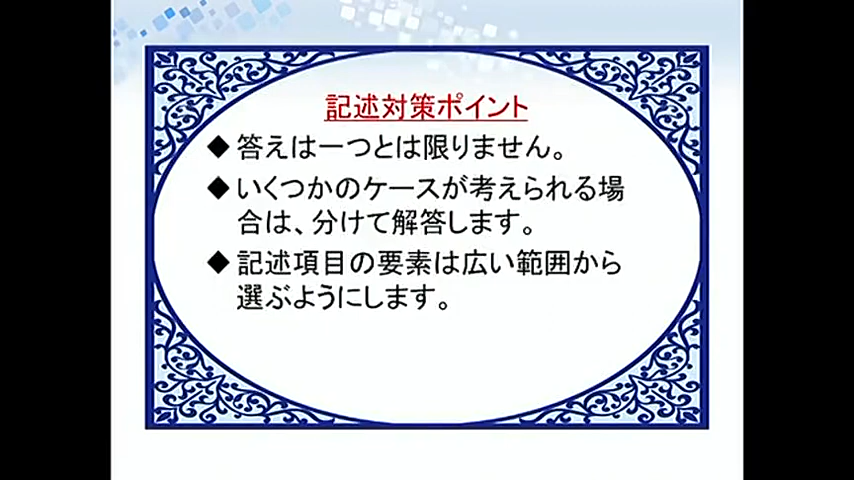 記述対策ポイント
◆ 答えは一つとは限りません。
◆ いくつかのケースが考えられる場
合は、分けて解答します。
◆ 記述項目の要素は広い範囲から
選ぶようにします。